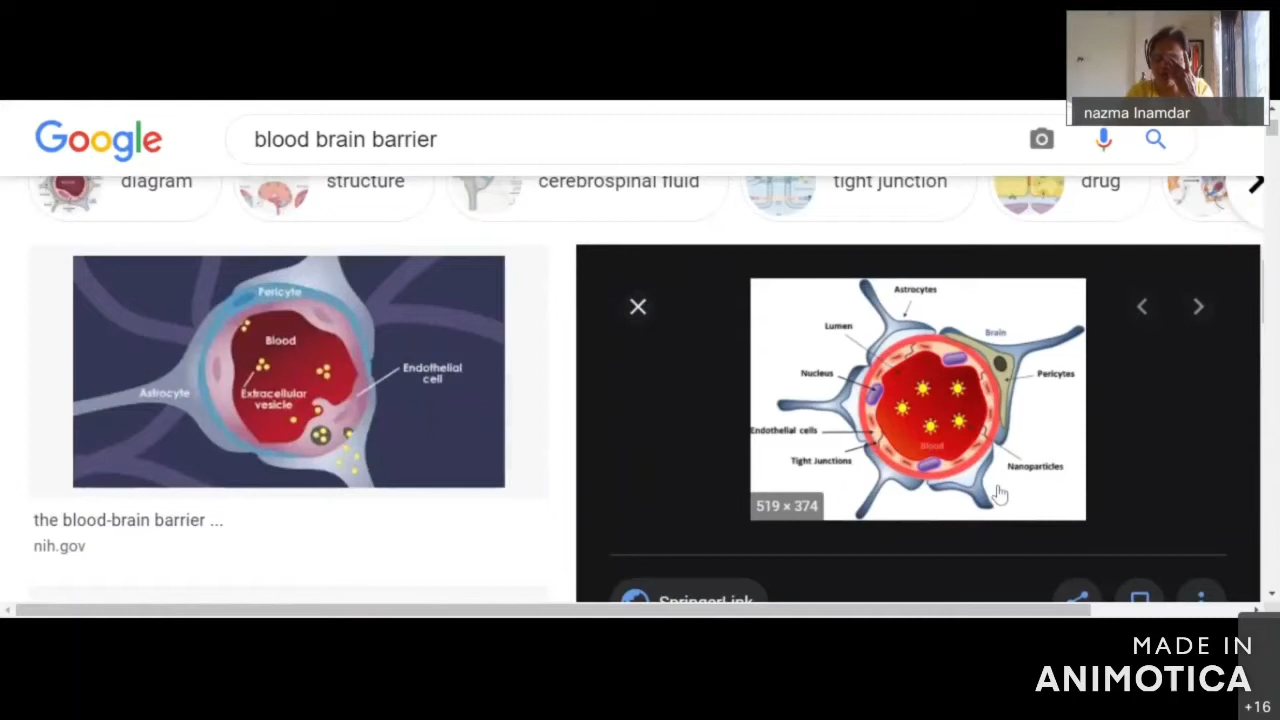 nazma Inamdar
Google
blood brain barrier
diagram
structure
cerebrospinal fluid
tight junction
drug
Pericyte
Blood
Extracellular
vesicle
Astrocyte
Endothelial
cell
the blood-brain barrier ...
nih.gov
Astrocytes
Lumen
Brain
Nucleus
Pericytes
Endothelial cells
Blood
Tight Junctions
Nanoparticles
519 × 374
SpringerLink
MADE IN
ANIMOTICA
+16